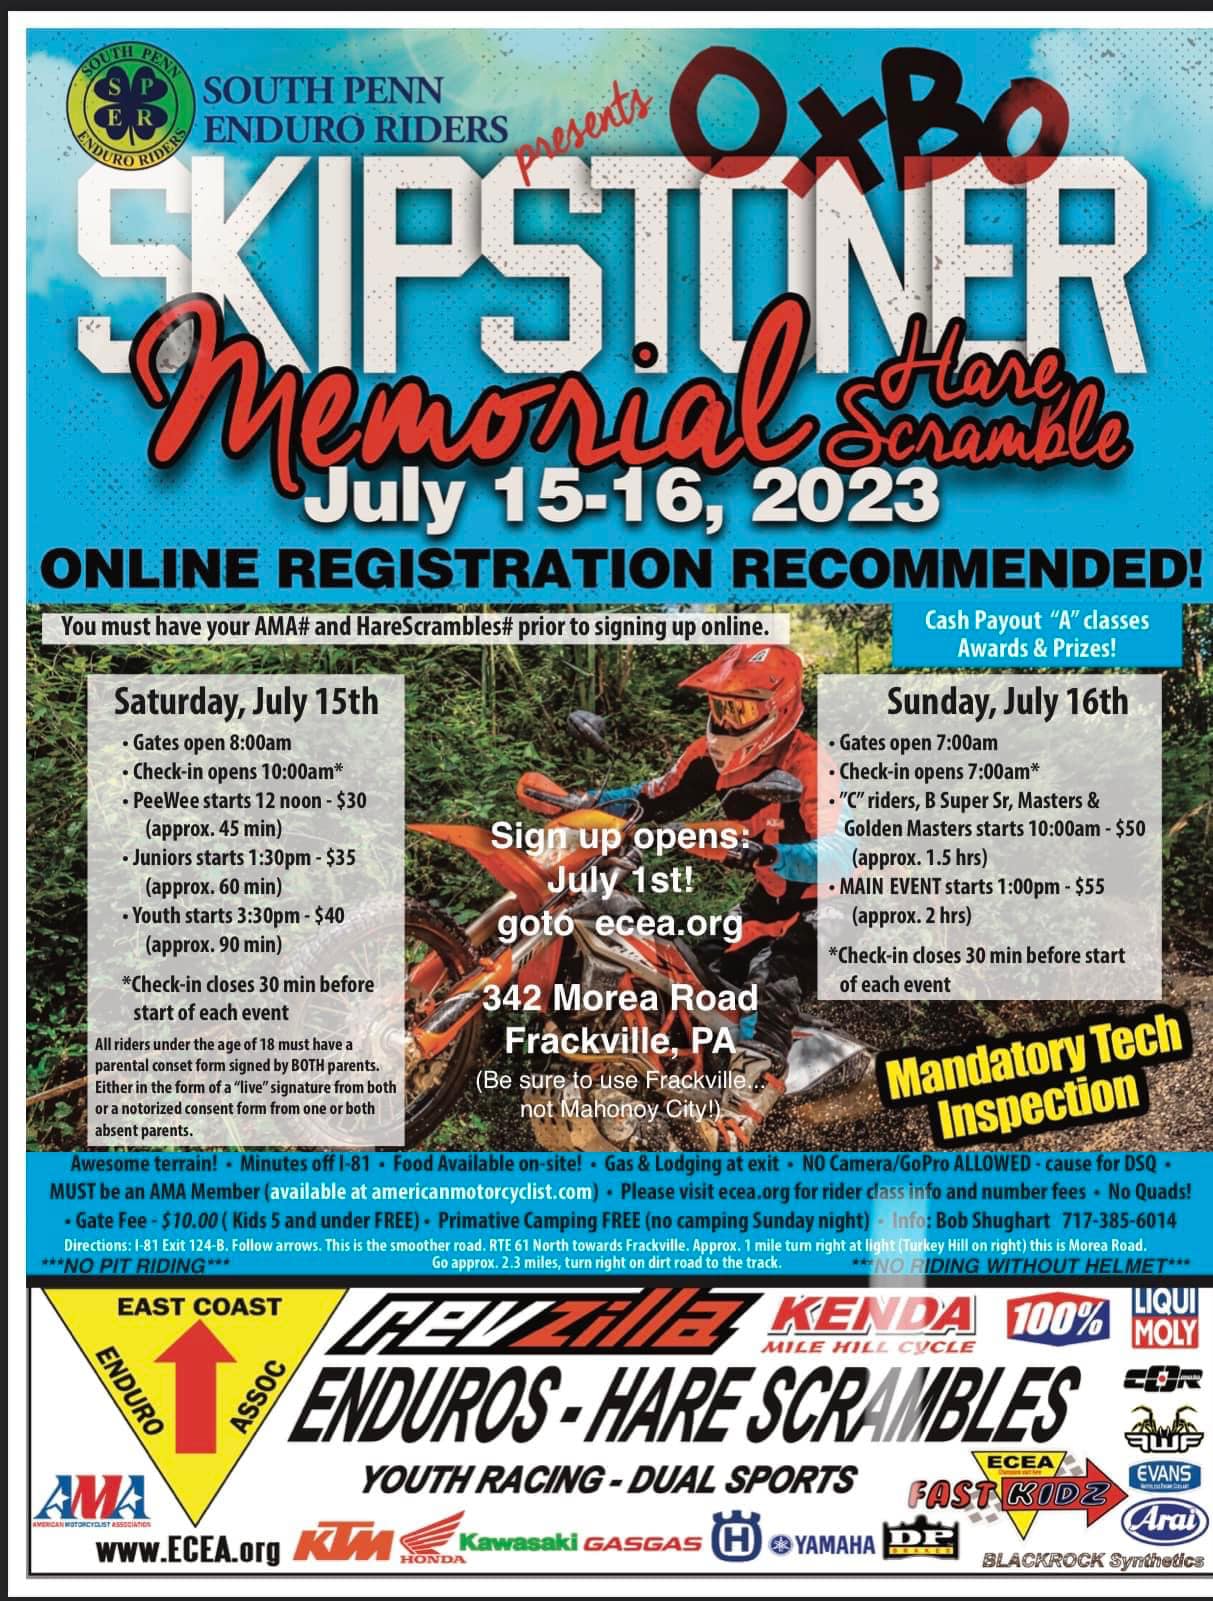 SOUTH PENN
ENDURO RIDERS
S P
E R
SOUTH PENN
ENDURO RIDERS
presents
OxBo
SKIPSTONER
Memorial
Hare
Scramble
July 15-16, 2023
ONLINE REGISTRATION RECOMMENDED!
You must have your AMA# and HareScrambles# prior to signing up online.
Cash Payout "A" classes
Awards & Prizes!
Saturday, July 15th
• Gates open 8:00am
• Check-in opens 10:00am*
• PeeWee starts 12 noon - $30
(approx. 45 min)
• Juniors starts 1:30pm - $35
(approx. 60 min)
• Youth starts 3:30pm - $40
(approx. 90 min)
*Check-in closes 30 min before
start of each event
All riders under the age of 18 must have a
parental conset form signed by BOTH parents.
Either in the form of a "live" signature from both
or a notorized consent form from one or both
absent parents.
Sign up opens:
July 1st!
goto ecea.org
342 Morea Road
Frackville, PA
(Be sure to use Frackville...
not Mahonoy City!)
Sunday, July 16th
• Gates open 7:00am
• Check-in opens 7:00am*
• "C" riders, B Super Sr, Masters &
Golden Masters starts 10:00am - $50
(approx. 1.5 hrs)
• MAIN EVENT starts 1:00pm - $55
(approx. 2 hrs)
*Check-in closes 30 min before start
of each event
Mandatory Tech
Inspection
Awesome terrain! • Minutes off I-81 • Food Available on-site! • Gas & Lodging at exit • NO Camera/GoPro ALLOWED - cause for DSQ •
MUST be an AMA Member (available at americanmotorcyclist.com) • Please visit ecea.org for rider class info and number fees • No Quads!
• Gate Fee - $10.00 ( Kids 5 and under FREE) • Primative Camping FREE (no camping Sunday night) • Info: Bob Shughart 717-385-6014
Directions: I-81 Exit 124-B. Follow arrows. This is the smoother road. RTE 61 North towards Frackville. Approx. 1 mile turn right at light (Turkey Hill on right) this is Morea Road.
Go approx. 2.3 miles, turn right on dirt road to the track.
***NO PIT RIDING***
***NO RIDING WITHOUT HELMET***
EAST COAST
ENDURO
ASSOC
revzilla
KENDA
MILE HILL CYCLE
100%
LIQUI
MOLY
ENDUROS - HARE SCRAMBLES
YOUTH RACING - DUAL SPORTS
AMA
AMERICAN MOTORCYCLIST ASSOCIATION
www.ECEA.org
KTM
HONDA
Kawasaki
GASGAS
H
YAMAHA
DP
BRAKES
ECEA
FAST KIDZ
EVANS
Arai
BLACKROCK Synthetics